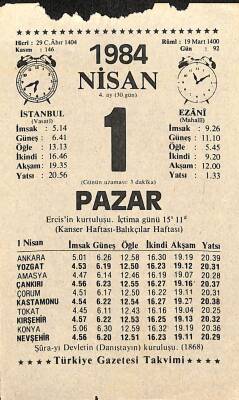 Hicri : 29 C.Âhır 1404
Kasım : 146
1984
Rûmî : 19 Mart 1400
Gün : 92
NİSAN
4. ay (30 gün)
İSTANBUL
(Vasatî)
İmsak : 5.14
Güneş : 6.41
Öğle : 13.13
İkindi : 16.46
Akşam : 19.35
Yatsı : 20.56
1
EZANÎ
(Mahallî)
İmsak : 9.26
Güneş : 11.10
Öğle : 5.45
İkindi : 9.20
Akşam : 12.00
Yatsı : 1.33
(Günün uzaması: 3 dakika)
PAZAR
Erciş'in kurtuluşu. İçtima günü 15ʰ 11ᵈ
(Kanser Haftası-Balıkçılar Haftası)
1 Nisan İmsak Güneş Öğle İkindi Akşam Yatsı
ANKARA 5.01 6.26 12.58 16.30 19.19 20.39
YOZGAT 4.53 6.19 12.50 16.23 19.12 20.31
AMASYA 4.47 6.14 12.46 16.19 19.07 20.28
ÇANKIRI 4.56 6.23 12.55 16.27 19.16 20.37
ÇORUM 4.51 6.17 12.50 16.22 19.11 20.31
KASTAMONU 4.54 6.22 12.54 16.27 19.16 20.38
TOKAT 4.45 6.11 12.43 16.16 19.04 20.25
KIRŞEHİR 4.57 6.22 12.53 16.25 19.13 20.32
KONYA 5.06 6.30 12.59 16.32 19.20 20.36
NEVŞEHİR 4.56 6.20 12.51 16.23 19.11 20.29
Şûra-yı Devletin (Danıştayın) kuruluşu. (1868)
★★★★ Türkiye Gazetesi Takvimi ★★★★